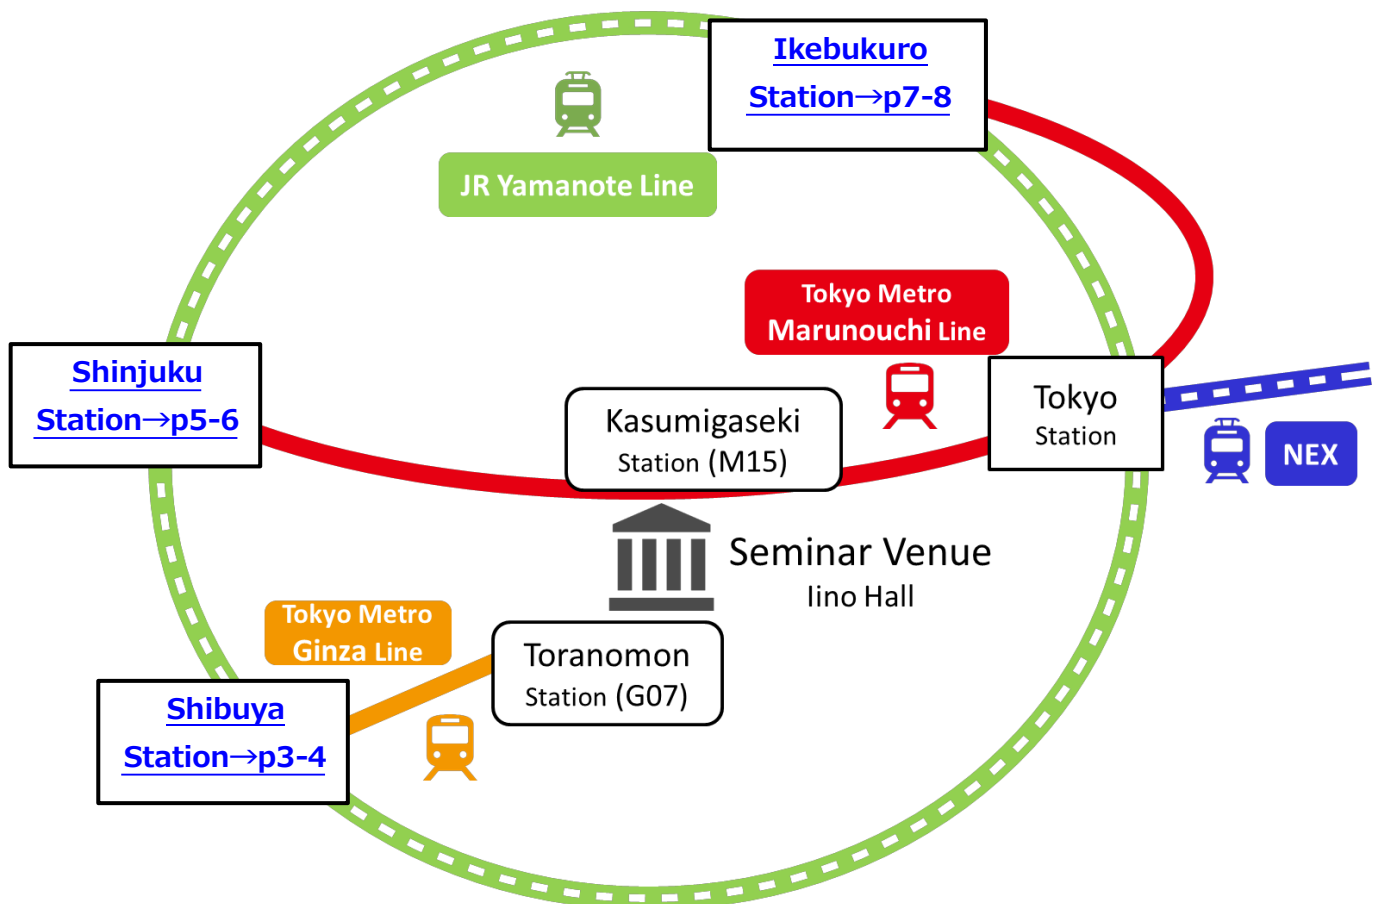 Ikebukuro
Station→p7-8
JR Yamanote Line
Tokyo Metro
Marunouchi Line
Shinjuku
Station→p5-6
Kasumigaseki
Station (M15)
Tokyo
Station
NEX
Seminar Venue
Iino Hall
Tokyo Metro
Ginza Line
Toranomon
Station (G07)
Shibuya
Station→p3-4